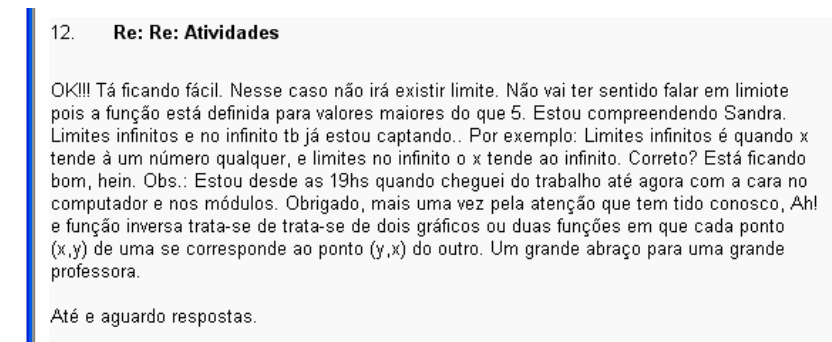 12. Re: Re: Atividades
OK!!! Tá ficando fácil. Nesse caso não irá existir limite. Não vai ter sentido falar em limiote
pois a função está definida para valores maiores do que 5. Estou compreendendo Sandra.
Limites infinitos e no infinito tb já estou captando.. Por exemplo: Limites infinitos é quando x
tende à um número qualquer, e limites no infinito o x tende ao infinito. Correto? Está ficando
bom, hein. Obs.: Estou desde as 19hs quando cheguei do trabalho até agora com a cara no
computador e nos módulos. Obrigado, mais uma vez pela atenção que tem tido conosco, Ah!
e função inversa trata-se de trata-se de dois gráficos ou duas funções em que cada ponto
(x,y) de uma se corresponde ao ponto (y,x) do outro. Um grande abraço para uma grande
professora.
Até e aguardo respostas.